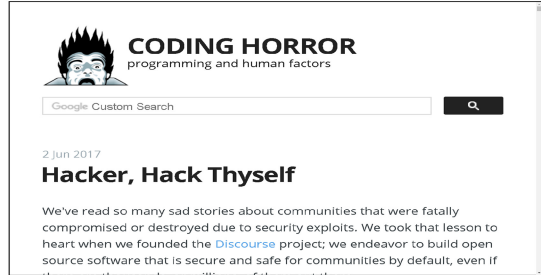 CODING HORROR
programming and human factors
Google Custom Search
2 Jun 2017
Hacker, Hack Thyself
We've read so many sad stories about communities that were fatally
compromised or destroyed due to security exploits. We took that lesson to
heart when we founded the Discourse project; we endeavor to build open
source software that is secure and safe for communities by default, even if